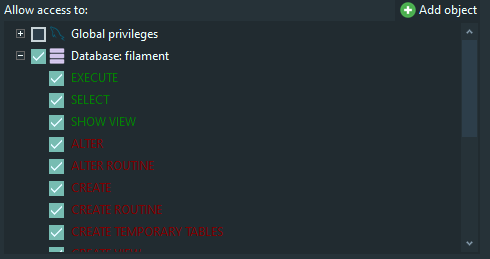 Allow access to:
Add object
Global privileges
Database: filament
EXECUTE
SELECT
SHOW VIEW
ALTER
ALTER ROUTINE
CREATE
CREATE ROUTINE
CREATE TEMPORARY TABLES